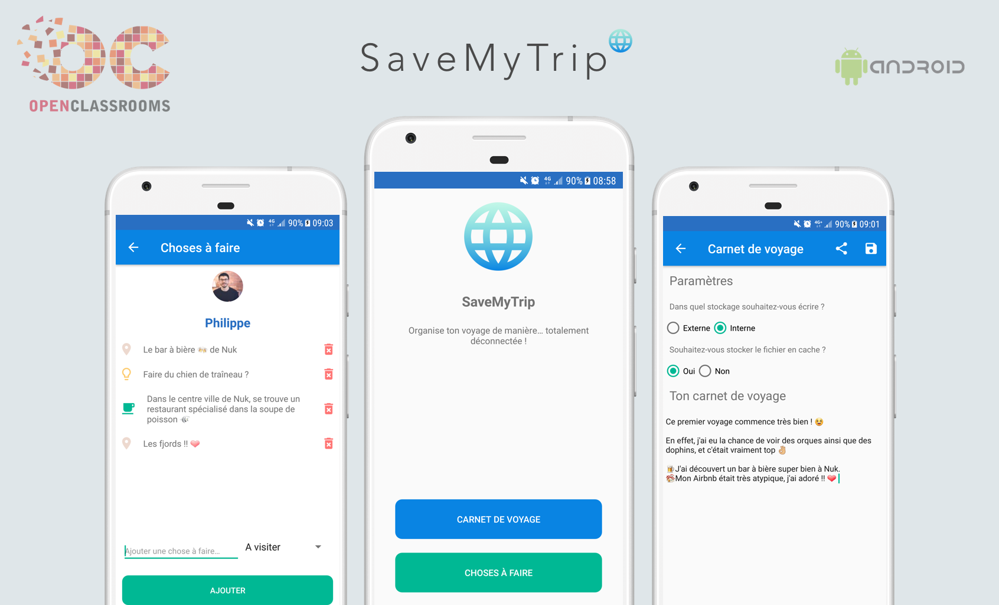 OPENCLASSROOMS
SaveMyTrip
ANDROID
4G 90% 09:03
Choses à faire
Philippe
Le bar à bière 🍻 de Nuk
Faire du chien de traîneau ?
Dans le centre ville de Nuk, se trouve un
restaurant spécialisé dans la soupe de
poisson 🐠
Les fjords !! ❤️
Ajouter une chose à faire...
A visiter
AJOUTER
4G 90% 08:58
SaveMyTrip
Organise ton voyage de manière... totalement
déconnectée !
CARNET DE VOYAGE
CHOSES À FAIRE
4G+ 90% 09:01
Carnet de voyage
Paramètres
Dans quel stockage souhaitez-vous écrire ?
Externe Interne
Souhaitez-vous stocker le fichier en cache ?
Oui Non
Ton carnet de voyage
Ce premier voyage commence très bien ! 😉
En effet, j'ai eu la chance de voir des orques ainsi que des
dophins, et c'était vraiment top 👌
🍺J'ai découvert un bar à bière super bien à Nuk.
🏠Mon Airbnb était très atypique, j'ai adoré !! ❤️